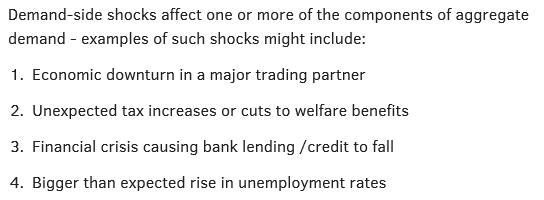 Demand-side shocks affect one or more of the components of aggregate
demand - examples of such shocks might include:
1. Economic downturn in a major trading partner
2. Unexpected tax increases or cuts to welfare benefits
3. Financial crisis causing bank lending /credit to fall
4. Bigger than expected rise in unemployment rates